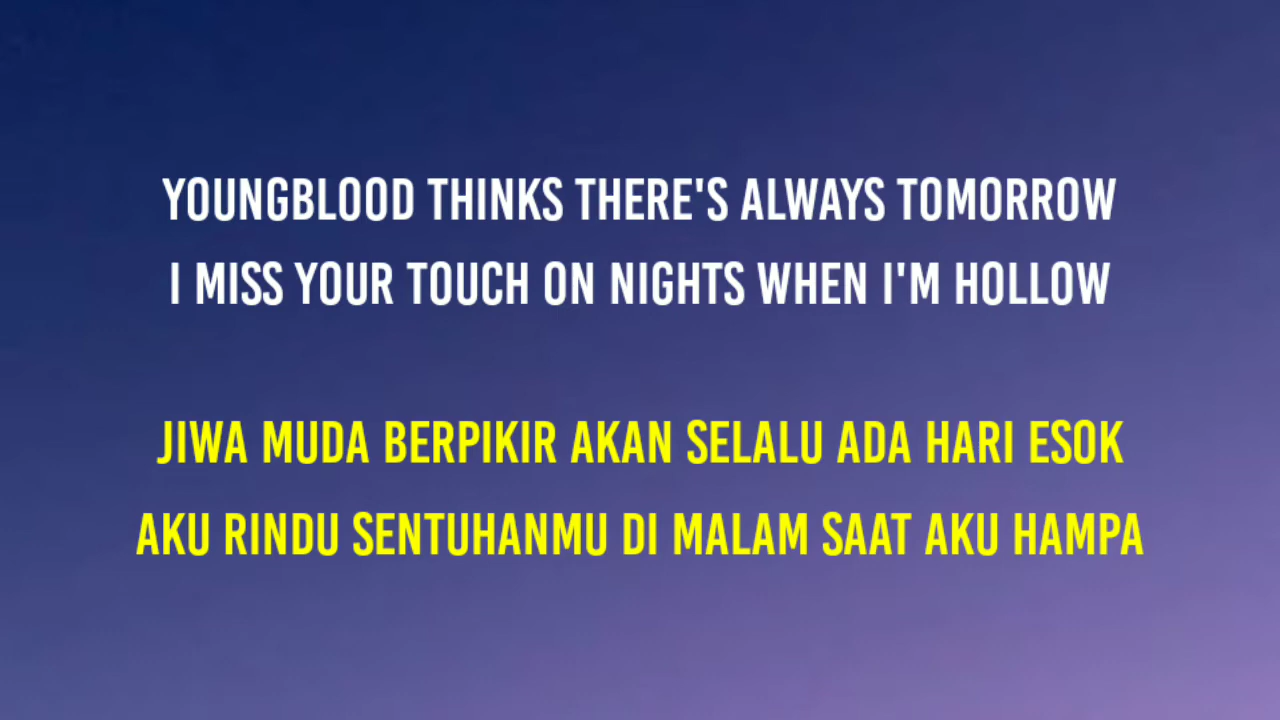 YOUNGBLOOD THINKS THERE'S ALWAYS TOMORROW
I MISS YOUR TOUCH ON NIGHTS WHEN I'M HOLLOW
JIWA MUDA BERPIKIR AKAN SELALU ADA HARI ESOK
AKU RINDU SENTUHANMU DI MALAM SAAT AKU HAMPA